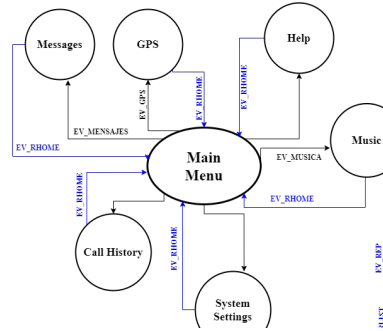 Messages
GPS
Help
EV_RHOME
EV_GPS
EV_RHOME
EV_RHOME
EV_MENSAJES
Main
Menu
EV_MUSICA
Music
EV_RHOME
EV_RHOME
EV_RHOME
EV_RHOME
Call History
EV_REP
System
Settings